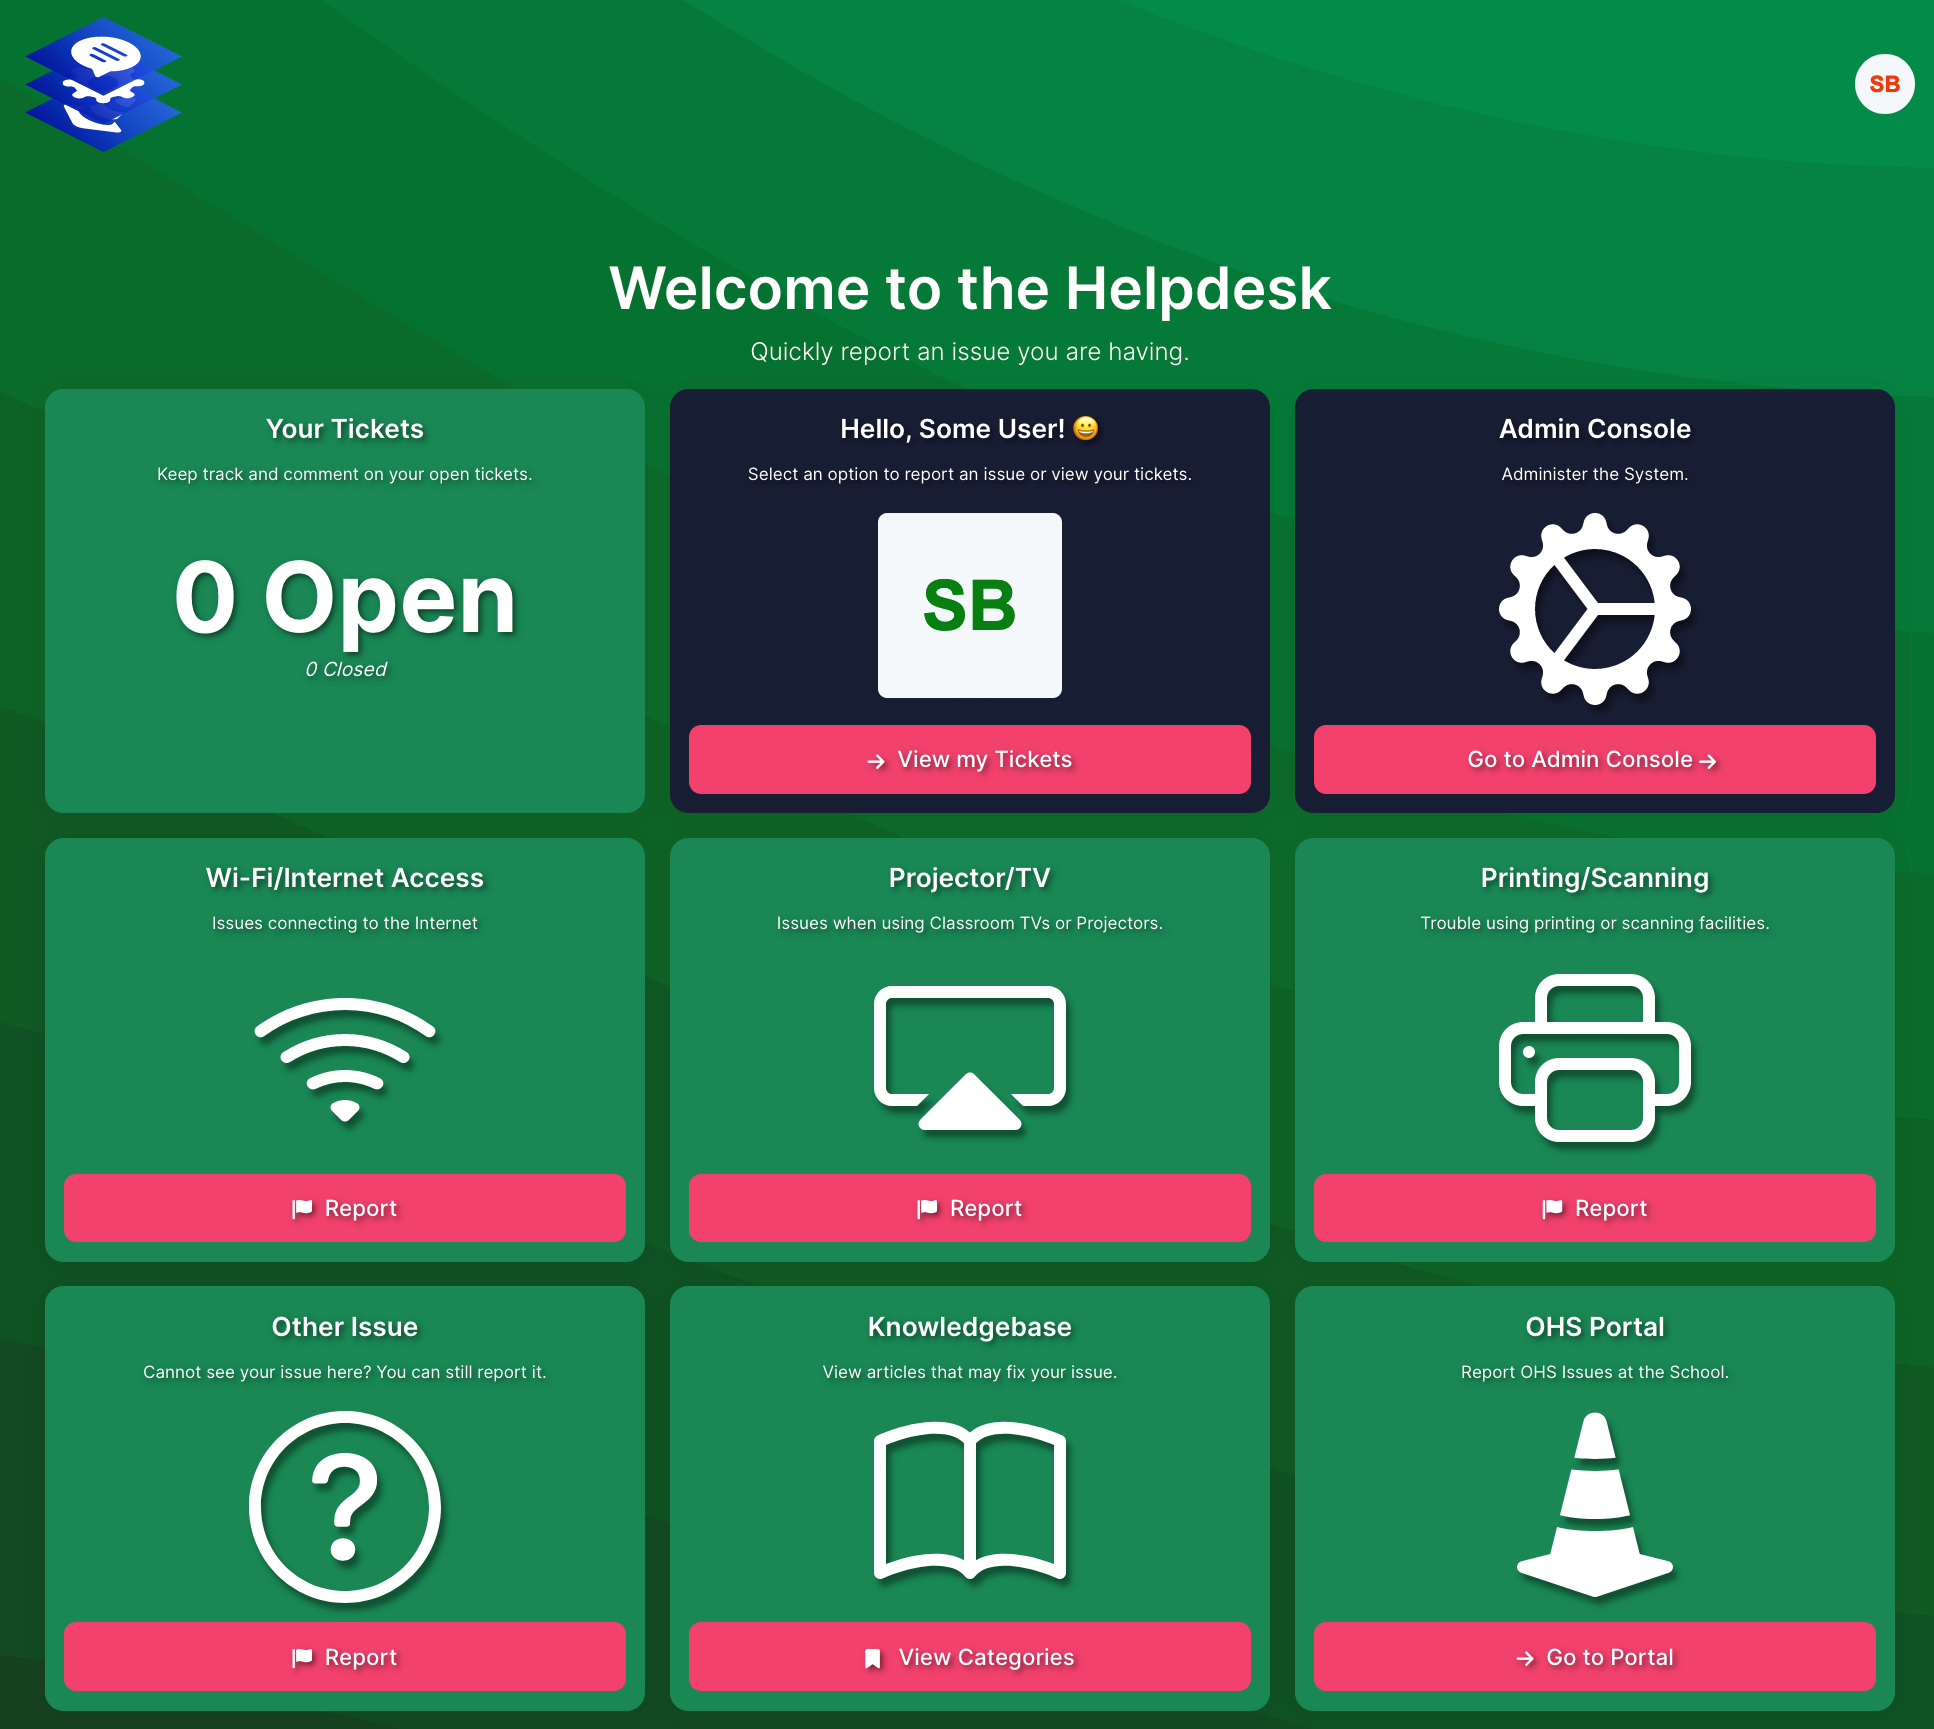 SB
Welcome to the Helpdesk
Quickly report an issue you are having.
Your Tickets
Keep track and comment on your open tickets.
0 Open
0 Closed
Hello, Some User! 😀
Select an option to report an issue or view your tickets.
SB
View my Tickets
Admin Console
Administer the System.
Go to Admin Console
Wi-Fi/Internet Access
Issues connecting to the Internet
Report
Projector/TV
Issues when using Classroom TVs or Projectors.
Report
Printing/Scanning
Trouble using printing or scanning facilities.
Report
Other Issue
Cannot see your issue here? You can still report it.
?
Report
Knowledgebase
View articles that may fix your issue.
View Categories
OHS Portal
Report OHS Issues at the School.
Go to Portal